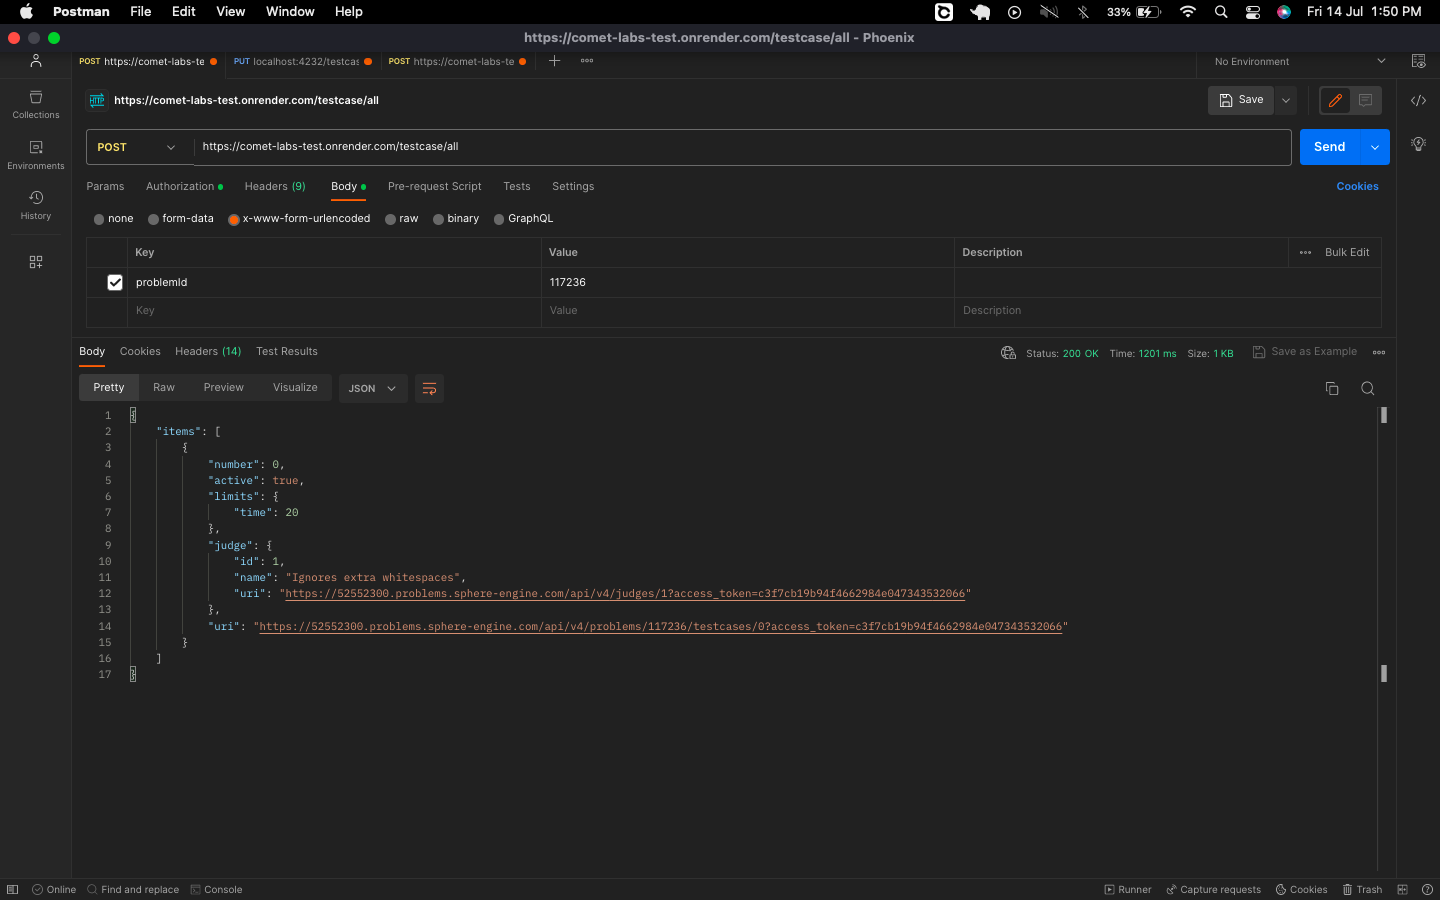 Postman File Edit View Window Help 33% Fri 14 Jul 1:50 PM
https://comet-labs-test.onrender.com/testcase/all - Phoenix
POST https://comet-labs-te PUT localhost:4232/testcas POST https://comet-labs-te No Environment
HTTP https://comet-labs-test.onrender.com/testcase/all Save
Collections
POST https://comet-labs-test.onrender.com/testcase/all Send
Environments
Params Authorization Headers (9) Body Pre-request Script Tests Settings Cookies
History
none form-data x-www-form-urlencoded raw binary GraphQL
Key Value Description Bulk Edit
problemId 117236
Key Value Description
Body Cookies Headers (14) Test Results Status: 200 OK Time: 1201 ms Size: 1 KB Save as Example
Pretty Raw Preview Visualize JSON
1 {
2 "items": [
3 {
4 "number": 0,
5 "active": true,
6 "limits": {
7 "time": 20
8 },
9 "judge": {
10 "id": 1,
11 "name": "Ignores extra whitespaces",
12 "uri": "https://52552300.problems.sphere-engine.com/api/v4/judges/1?access_token=c3f7cb19b94f4662984e047343532066"
13 },
14 "uri": "https://52552300.problems.sphere-engine.com/api/v4/problems/117236/testcases/0?access_token=c3f7cb19b94f4662984e047343532066"
15 }
16 ]
17 }
Online Find and replace Console Runner Capture requests Cookies Trash